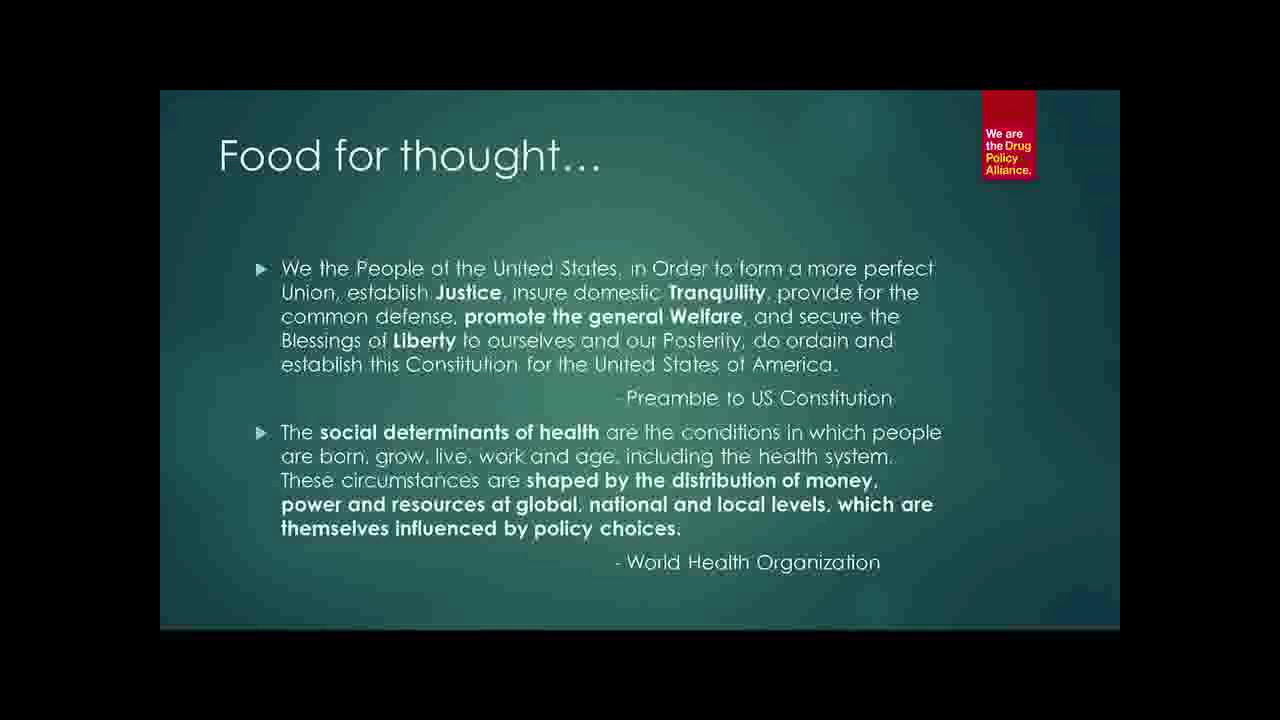 Food for thought…
We are
the Drug
Policy
Alliance.
We the People of the United States, in Order to form a more perfect
Union, establish Justice, insure domestic Tranquility, provide for the
common defense, promote the general Welfare, and secure the
Blessings of Liberty to ourselves and our Posterity, do ordain and
establish this Constitution for the United States of America.
- Preamble to US Constitution
The social determinants of health are the conditions in which people
are born, grow, live, work and age, including the health system.
These circumstances are shaped by the distribution of money,
power and resources at global, national and local levels, which are
themselves influenced by policy choices.
- World Health Organization